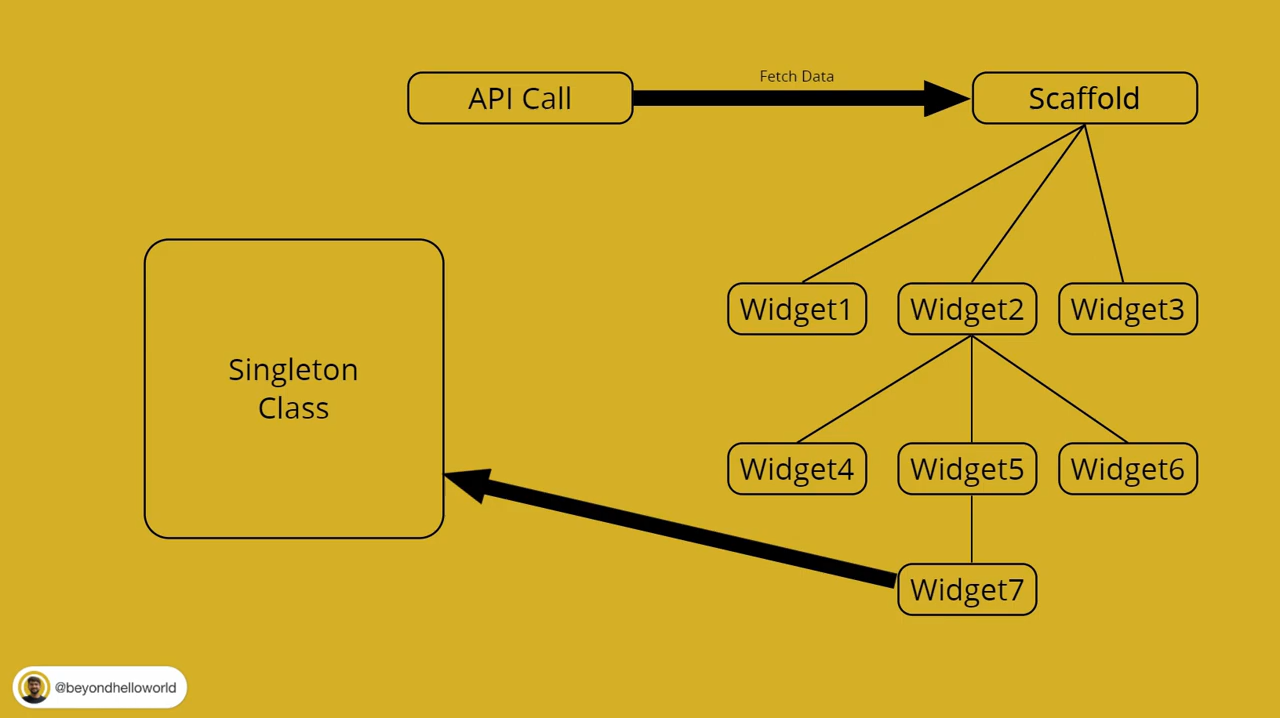 Fetch Data
API Call
Scaffold
Widget1
Widget2
Widget3
Singleton
Class
Widget4
Widget5
Widget6
Widget7
@beyondhelloworld